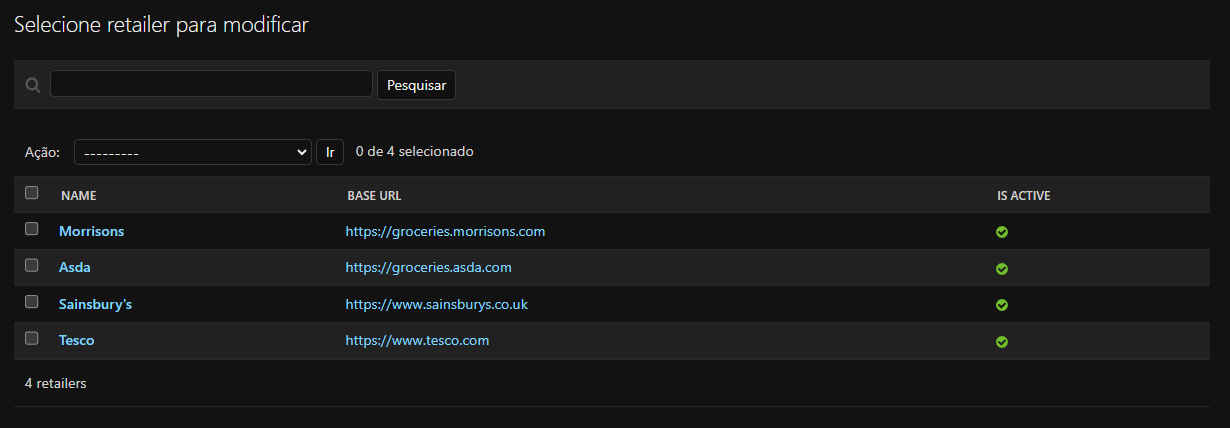 Selecione retailer para modificar
Pesquisar
Ação: --------- Ir 0 de 4 selecionado
NAME BASE URL IS ACTIVE
Morrisons https://groceries.morrisons.com
Asda https://groceries.asda.com
Sainsbury's https://www.sainsburys.co.uk
Tesco https://www.tesco.com
4 retailers